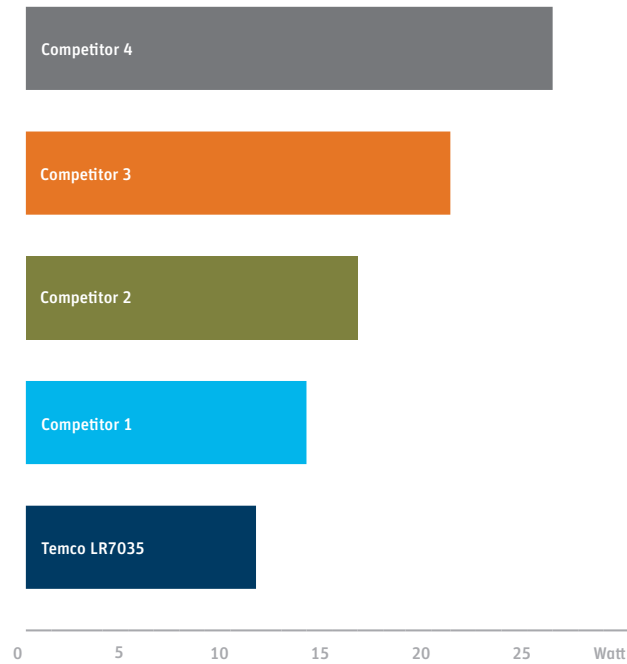 Competitor 4
Competitor 3
Competitor 2
Competitor 1
Temco LR7035
0 5 10 15 20 25 Watt